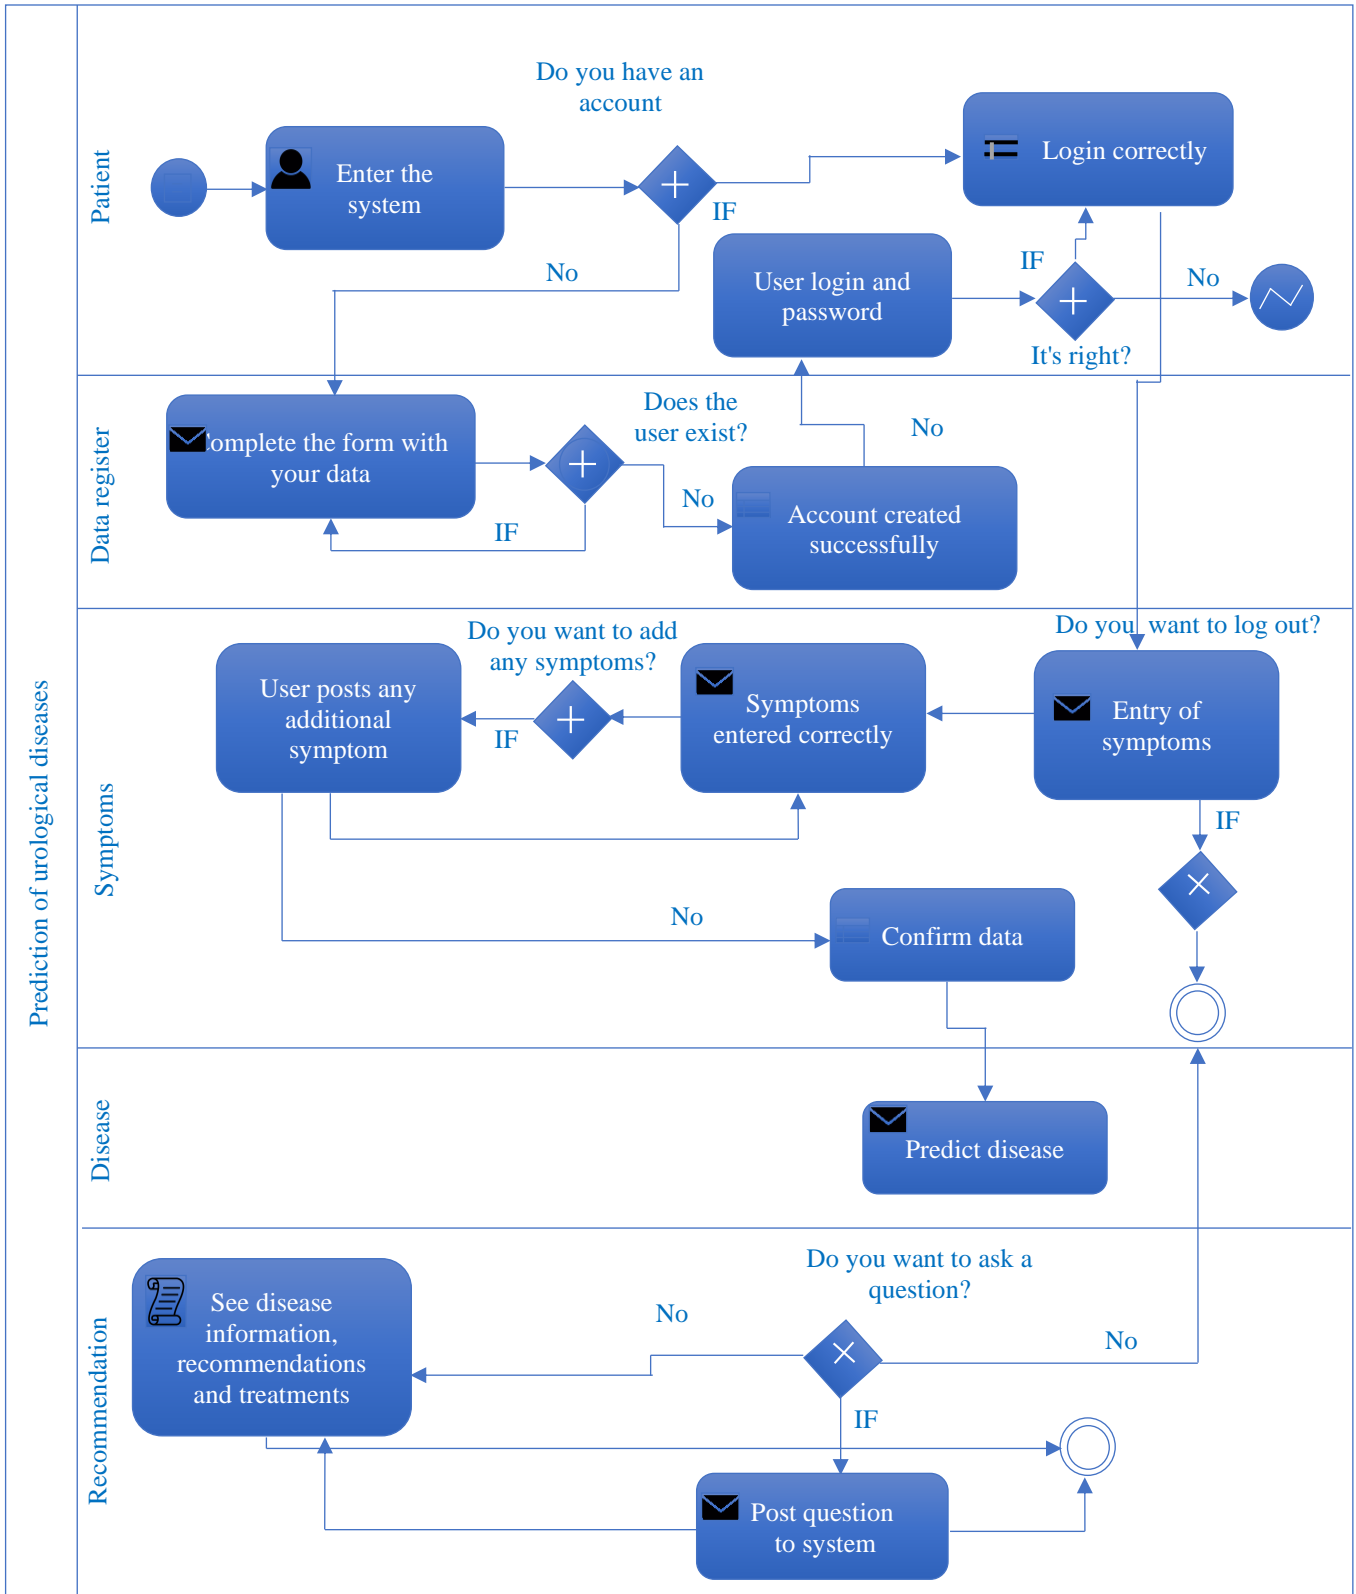 Prediction of urological diseases
Patient
Do you have an
account
Enter the
system
IF
No
Login correctly
User login and
password
IF
No
It's right?
Data register
omplete the form with
your data
Does the
user exist?
IF
No
No
Account created
successfully
Symptoms
Do you want to add
any symptoms?
Do you want to log out?
User posts any
additional
symptom
IF
Symptoms
entered correctly
Entry of
symptoms
IF
No
Confirm data
Disease
Predict disease
Recommendation
Do you want to ask a
question?
See disease
information,
recommendations
and treatments
No
No
IF
Post question
to system